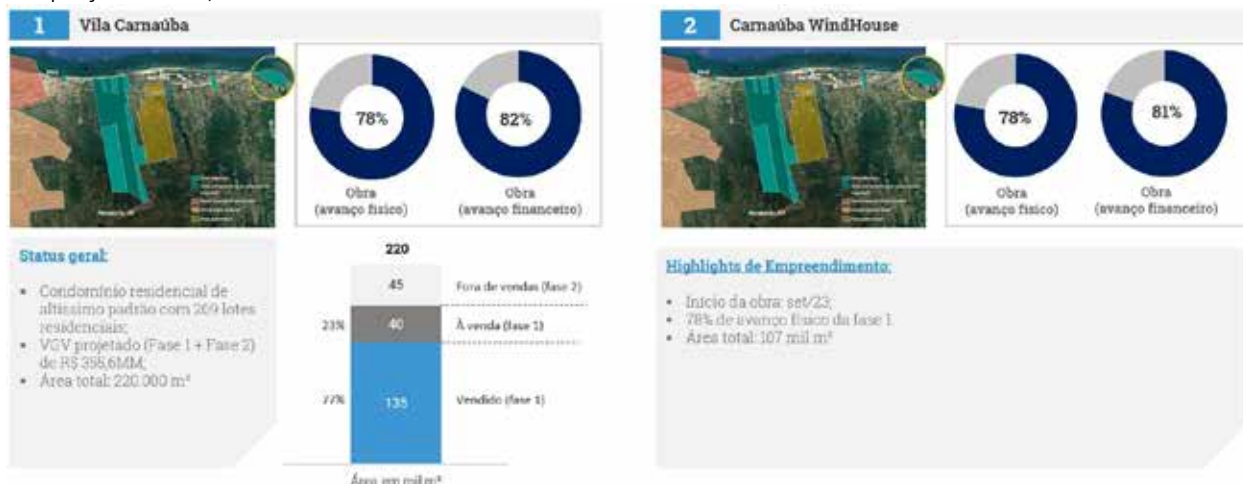 1 Vila Carnaúba
78%
82%
Obra
(avanço físico)
Obra
(avanço financeiro)
Status geral:
• Condomínio residencial de
altíssimo padrão com 269 lotes
residenciais;
• VGV projetado (Fase 1 + Fase 2)
de R$ 355,6MM;
• Área total: 220.000 m²
220
45 Fora de vendas (fase 2)
23% 40 À venda (fase 1)
77% 135 Vendido (fase 1)
Área em mil m²
2 Carnaúba WindHouse
78%
81%
Obra
(avanço físico)
Obra
(avanço financeiro)
Highlights de Empreendimento:
• Início da obra: set/23;
• 78% de avanço físico da fase 1
• Área total: 107 mil m²